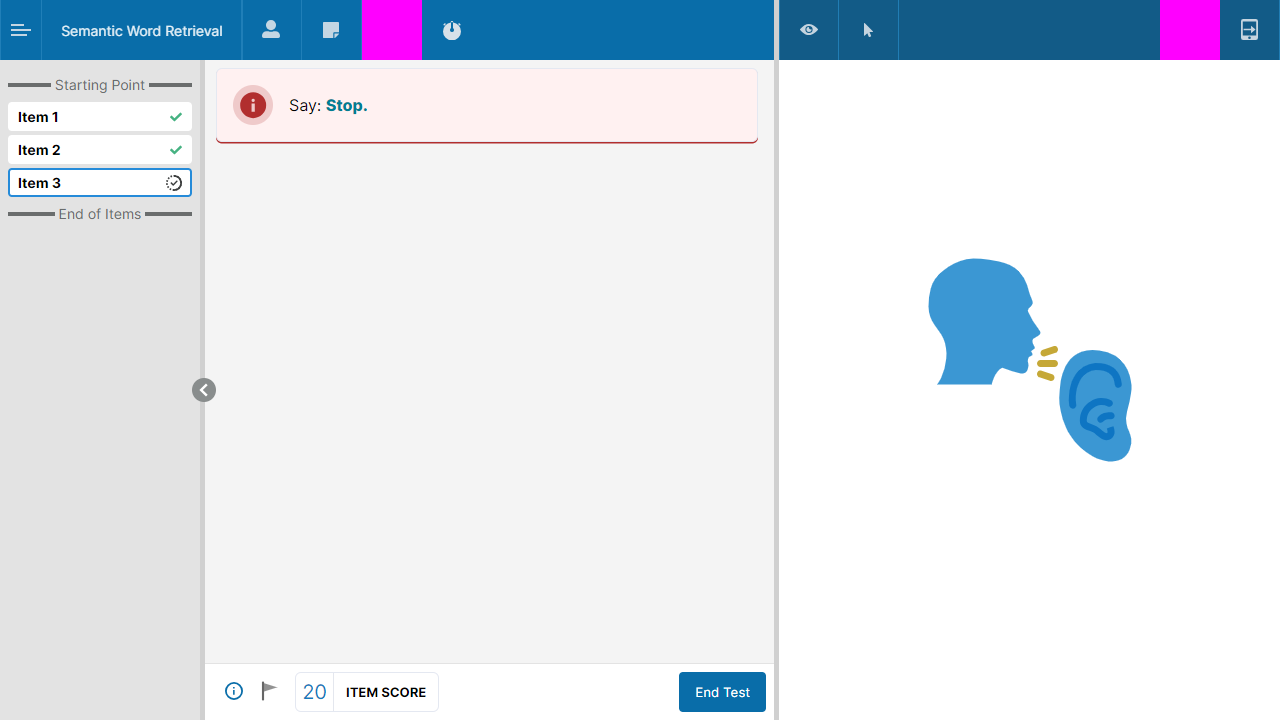 Semantic Word Retrieval
Starting Point
Item 1
Item 2
Item 3
End of Items
Say: Stop.
20 ITEM SCORE
End Test